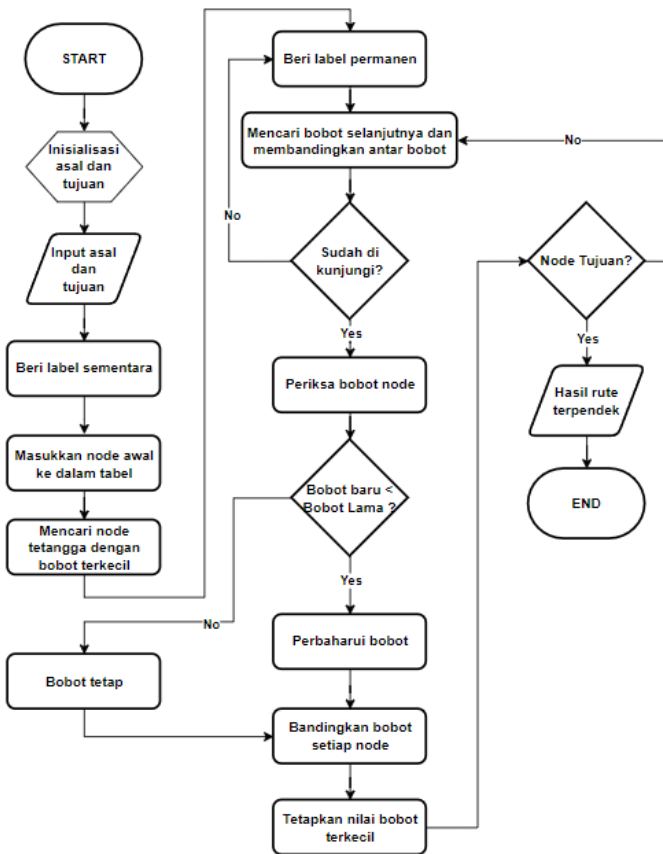 START
Inisialisasi
asal dan
tujuan
Input asal
dan
tujuan
Beri label sementara
Masukkan node awal
ke dalam tabel
Mencari node
tetangga dengan
bobot terkecil
Beri label permanen
Mencari bobot selanjutnya dan
membandingkan antar bobot
No
Sudah di
kunjungi?
Yes
Periksa bobot node
Bobot baru <
Bobot Lama ?
No
Yes
Bobot tetap
Perbaharui bobot
Bandingkan bobot
setiap node
Tetapkan nilai bobot
terkecil
No
Node Tujuan?
Yes
Hasil rute
terpendek
END